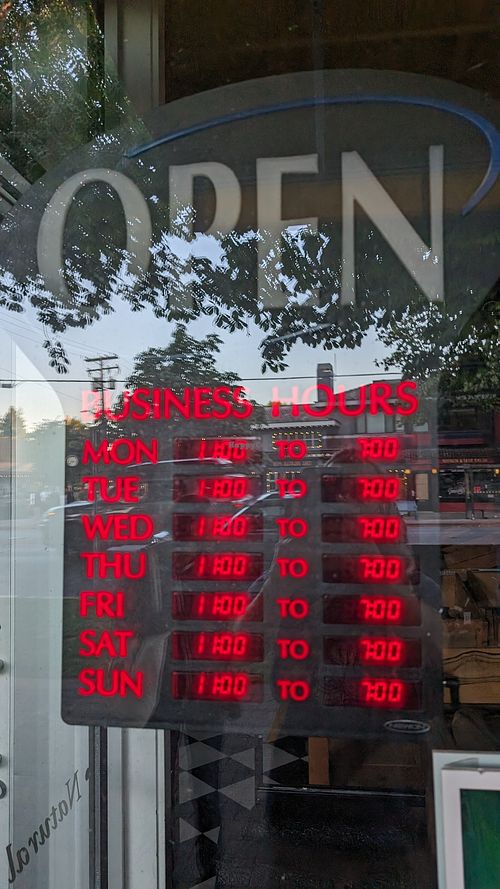 OPEN
BUSINESS HOURS
MON 11:00 TO 7:00
TUE 11:00 TO 7:00
WED 11:00 TO 7:00
THU 11:00 TO 7:00
FRI 11:00 TO 7:00
SAT 11:00 TO 7:00
SUN 11:00 TO 7:00
Natural